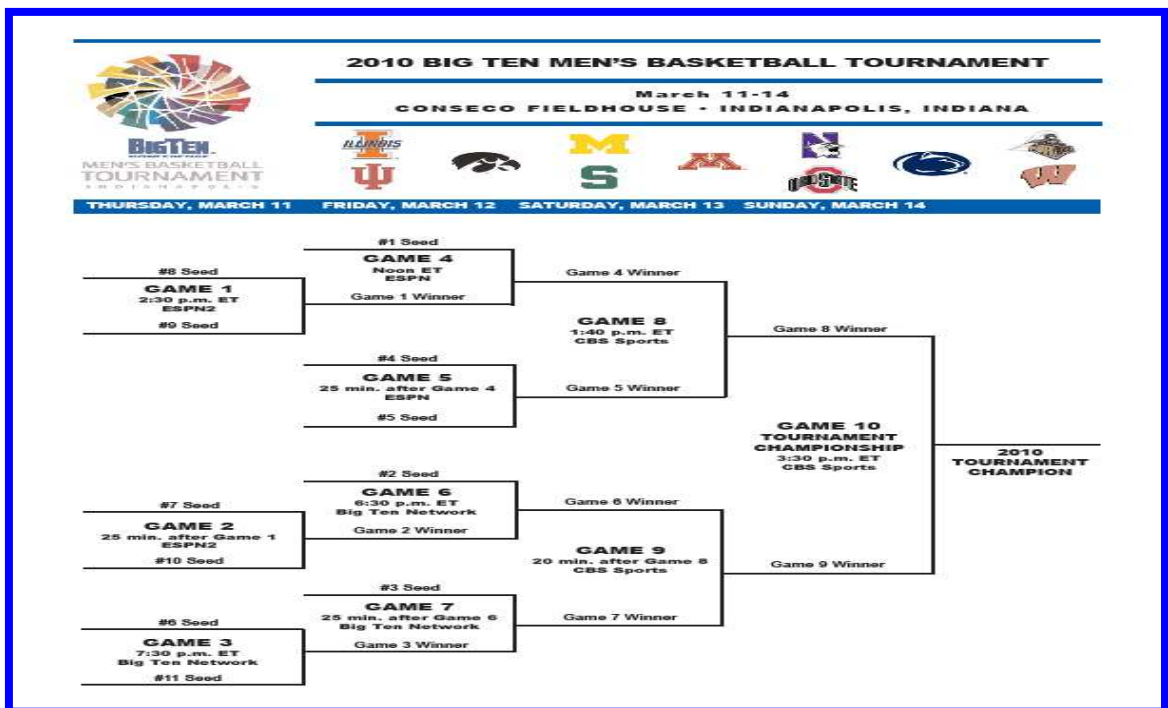 2010 BIG TEN MEN'S BASKETBALL TOURNAMENT
March 11-14
CONSECO FIELDHOUSE • INDIANAPOLIS, INDIANA
BIGTEN
MEN'S BASKETBALL
TOURNAMENT
INDIANAPOLIS
ILLINOIS
OHIO STATE
THURSDAY, MARCH 11
FRIDAY, MARCH 12
SATURDAY, MARCH 13
SUNDAY, MARCH 14
#8 Seed
GAME 1
2:30 p.m. ET
ESPN2
#9 Seed
#7 Seed
GAME 2
25 min. after Game 1
ESPN2
#10 Seed
#6 Seed
GAME 3
7:30 p.m. ET
Big Ten Network
#11 Seed
#1 Seed
GAME 4
Noon ET
ESPN
Game 1 Winner
#4 Seed
GAME 5
25 min. after Game 4
ESPN
#5 Seed
#2 Seed
GAME 6
6:30 p.m. ET
Big Ten Network
Game 2 Winner
#3 Seed
GAME 7
25 min. after Game 6
Big Ten Network
Game 3 Winner
Game 4 Winner
GAME 8
1:40 p.m. ET
CBS Sports
Game 5 Winner
Game 6 Winner
GAME 9
20 min. after Game 8
CBS Sports
Game 7 Winner
Game 8 Winner
GAME 10
TOURNAMENT
CHAMPIONSHIP
3:30 p.m. ET
CBS Sports
Game 9 Winner
2010
TOURNAMENT
CHAMPION